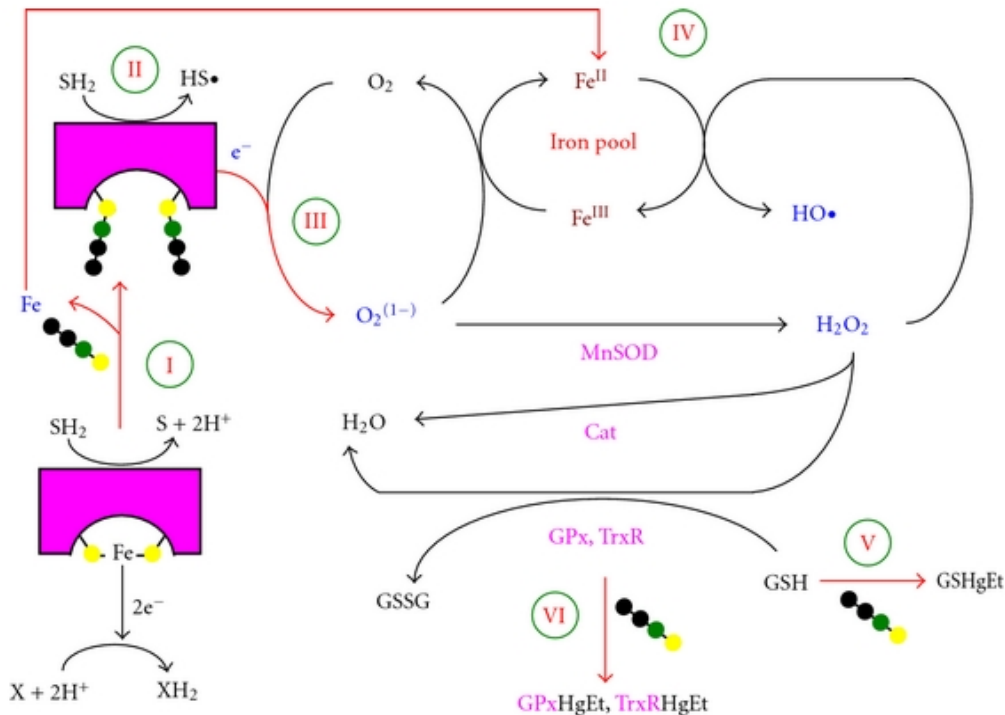 IV
II
SH₂
HS•
O₂
Feᴵᴵ
e⁻
Iron pool
III
Feᴵᴵᴵ
HO•
Fe
O₂⁽¹⁻⁾
H₂O₂
MnSOD
I
SH₂
S + 2H⁺
H₂O
Cat
Fe
GPx, TrxR
V
2e⁻
GSSG
GSH
GSHgEt
VI
X + 2H⁺
XH₂
GPxHgEt, TrxRHgEt